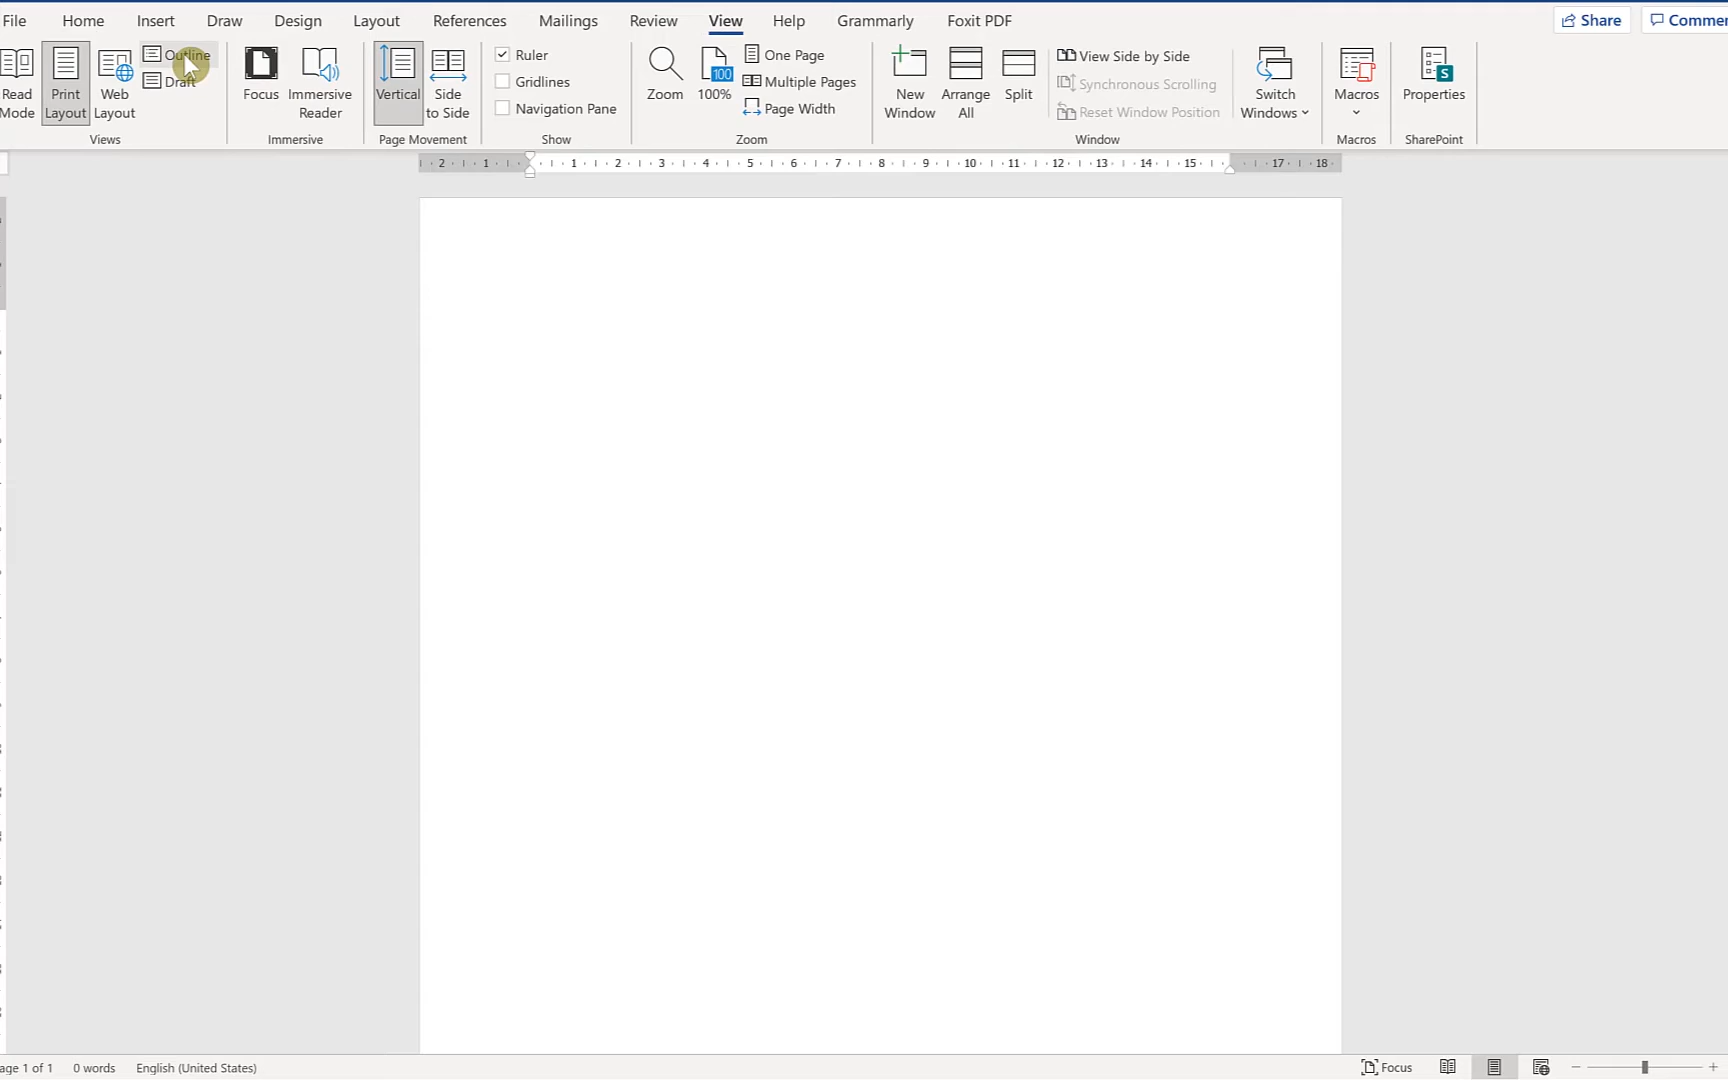 File Home Insert Draw Design Layout References Mailings Review View Help Grammarly Foxit PDF Share Commen
Outline Ruler One Page View Side by Side
Draft Gridlines Multiple Pages Synchronous Scrolling
Read Print Web Focus Immersive Vertical Side Zoom 100% New Arrange Split Switch Macros Properties
Mode Layout Layout Reader to Side Navigation Pane Page Width Window All Reset Window Position Windows
100
S
Views Immersive Page Movement Show Zoom Window Macros SharePoint
2 1 1 2 3 4 5 6 7 8 9 10 11 12 13 14 15 17 18
age 1 of 1 0 words English (United States) Focus